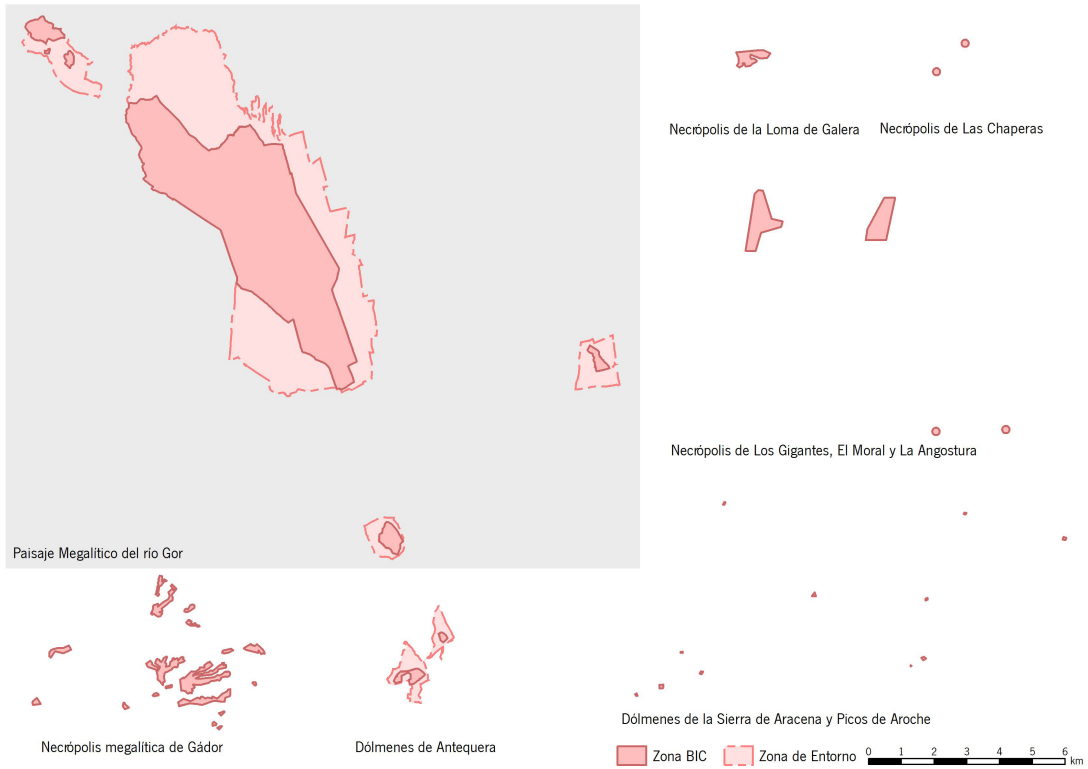 Necrópolis de la Loma de Galera
Necrópolis de Las Chaperas
Necrópolis de Los Gigantes, El Moral y La Angostura
Paisaje Megalítico del río Gor
Dólmenes de la Sierra de Aracena y Picos de Aroche
Necrópolis megalítica de Gádor
Dólmenes de Antequera
Zona BIC
Zona de Entorno
0 1 2 3 4 5 6
km